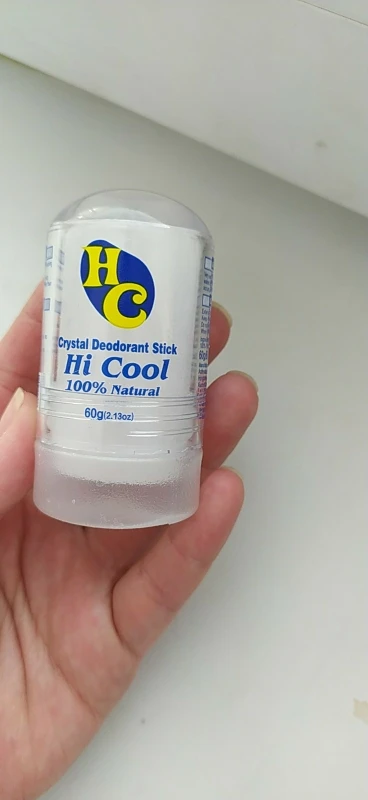 HC
Crystal Deodorant Stick
Hi Cool
100% Natural
60g(2.13oz)